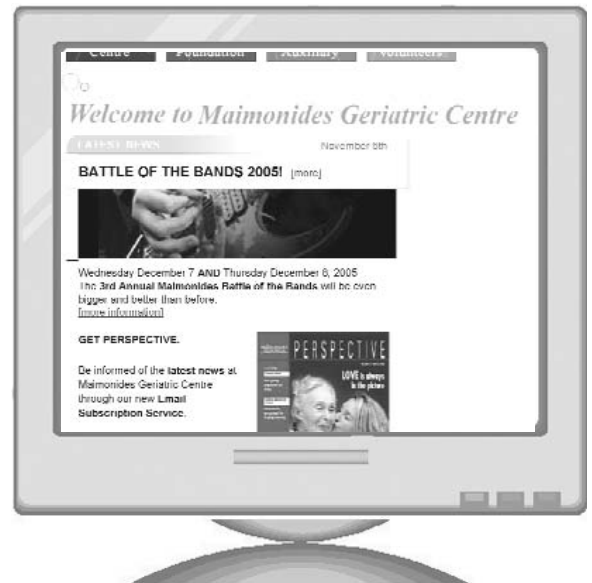 Centre Foundation Auxiliary Volunteers
Welcome to Maimonides Geriatric Centre
LATEST NEWS November 8th
BATTLE OF THE BANDS 2005! [more]
Wednesday December 7 AND Thursday December 8, 2005
The 3rd Annual Maimonides Battle of the Bands will be even
bigger and better than before.
[more information]
GET PERSPECTIVE.
Be informed of the latest news at
Maimonides Geriatric Centre
through our new Email
Subscription Service.
PERSPECTIVE
LOVE is always
in the picture